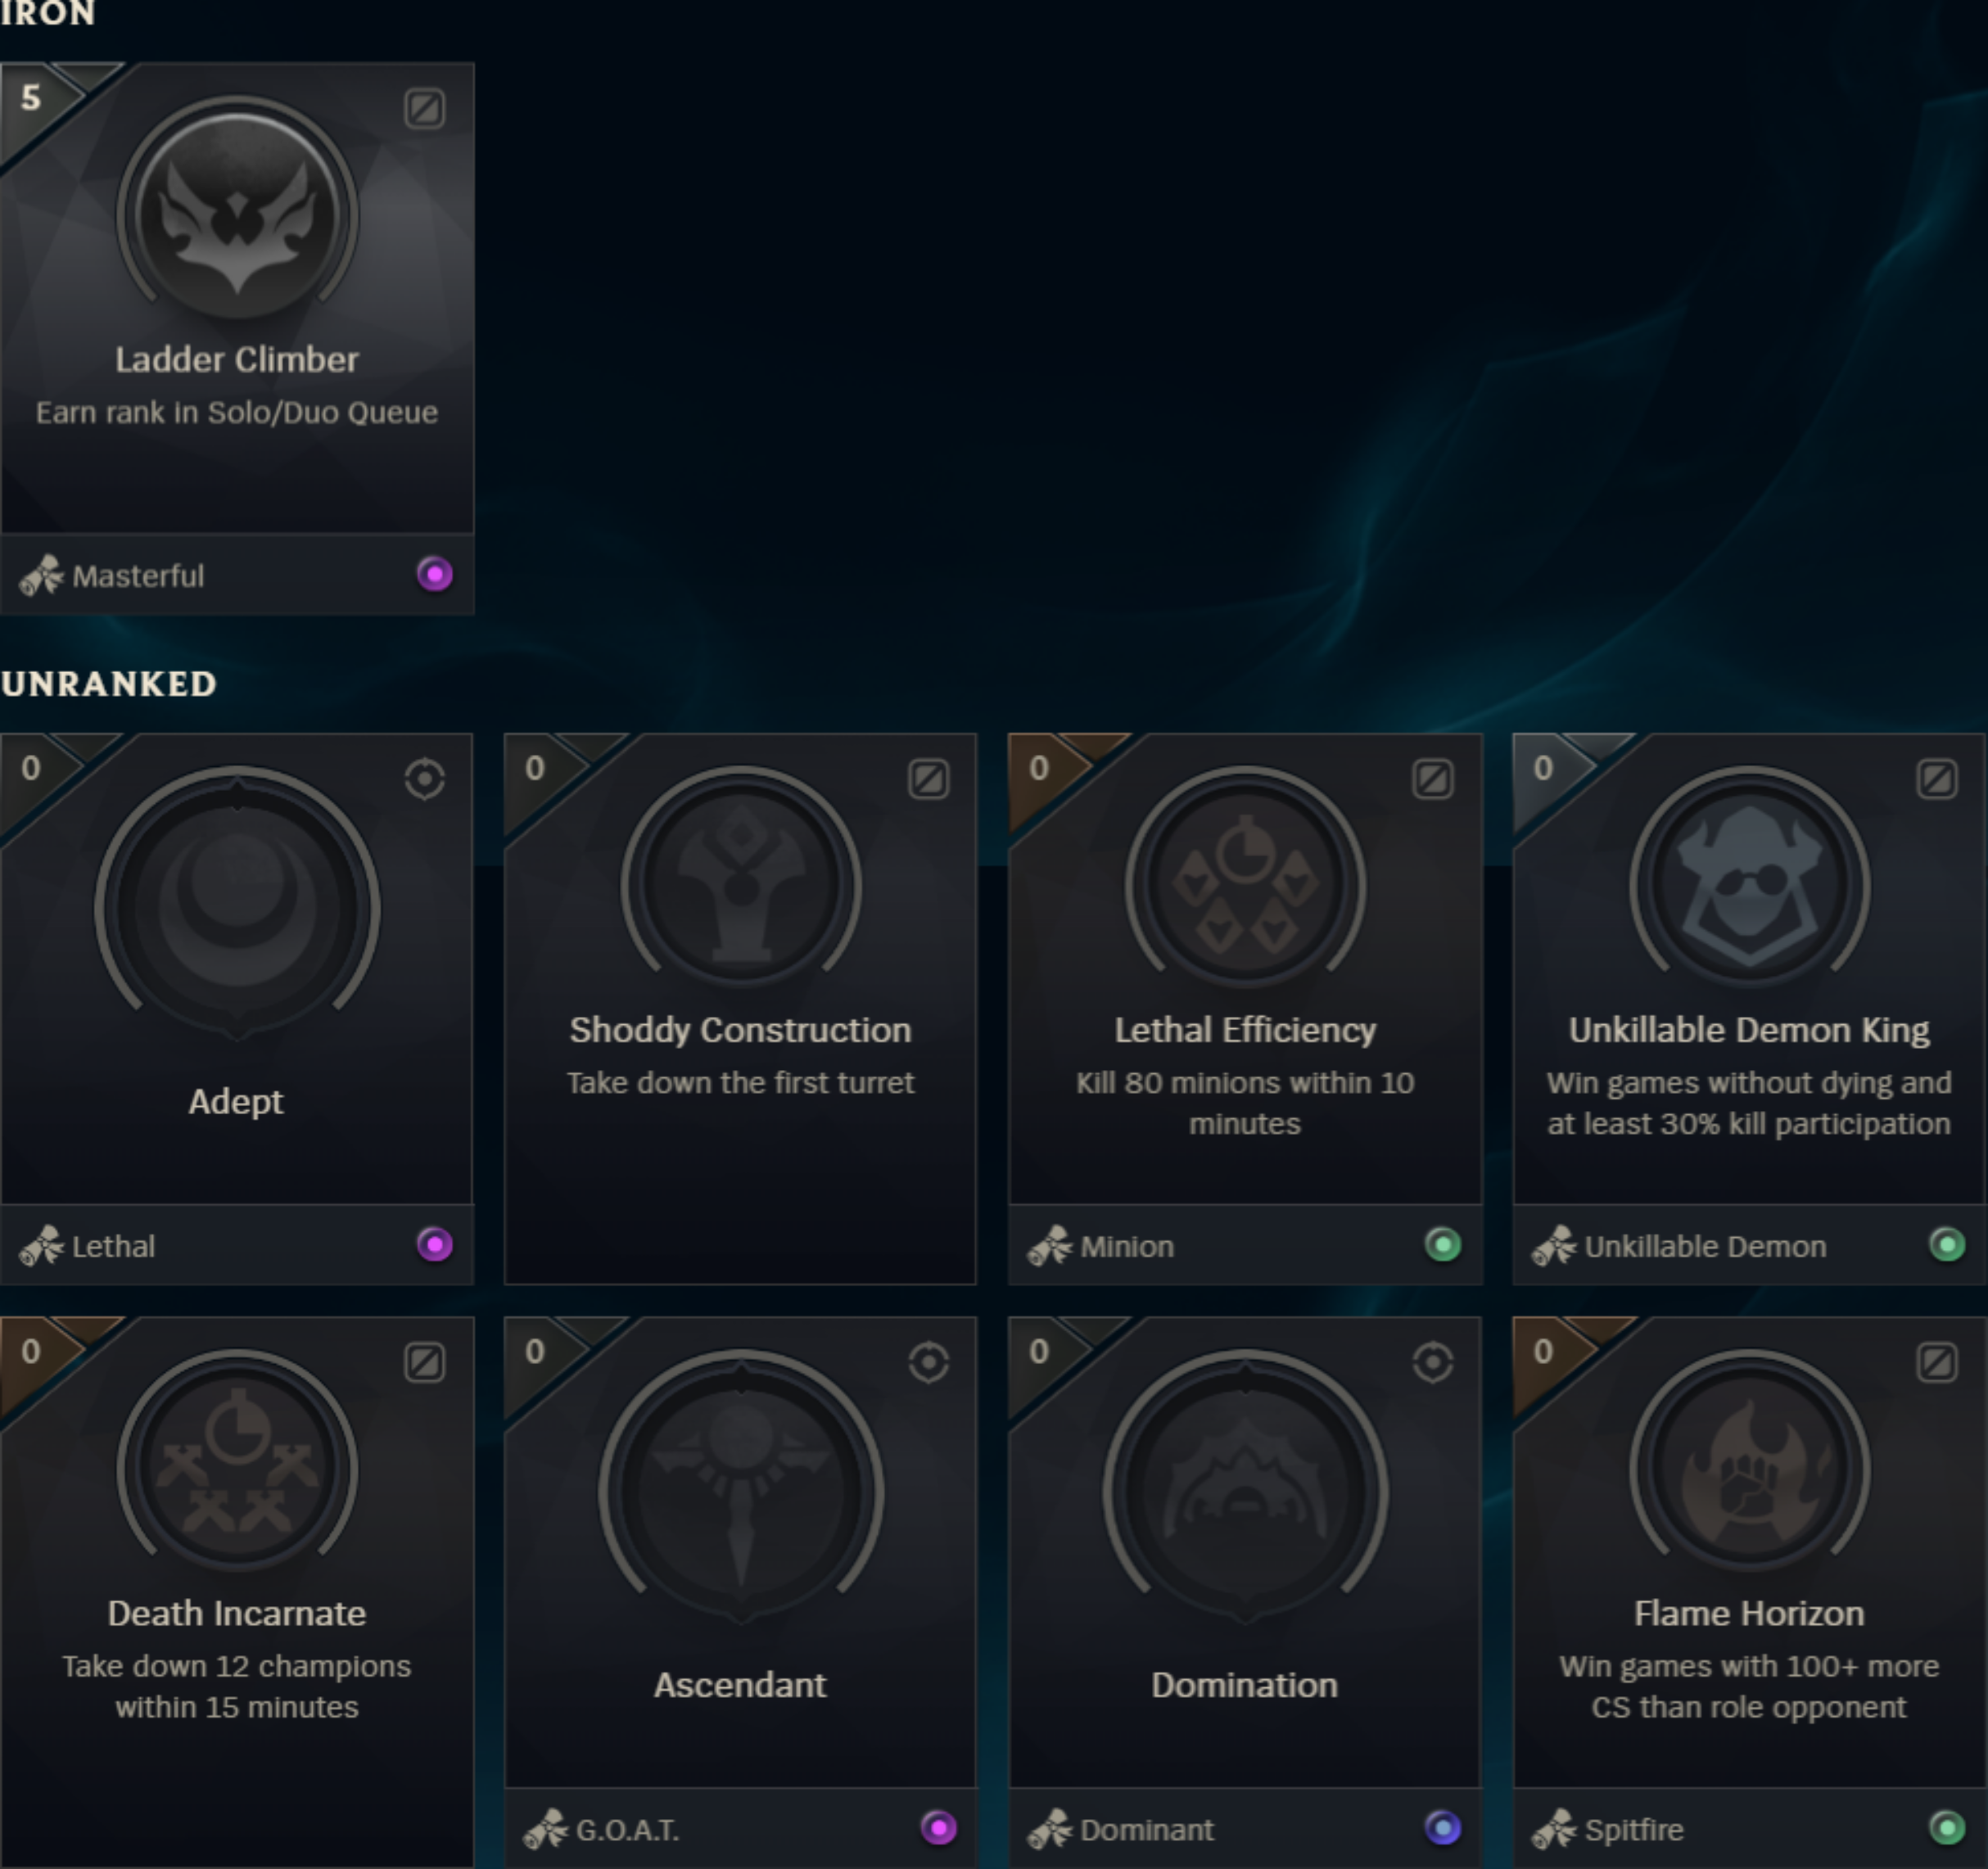 IRON
5
Ladder Climber
Earn rank in Solo/Duo Queue
Masterful
UNRANKED
0
Adept
Lethal
0
Shoddy Construction
Take down the first turret
0
Lethal Efficiency
Kill 80 minions within 10
minutes
Minion
0
Unkillable Demon King
Win games without dying and
at least 30% kill participation
Unkillable Demon
0
Death Incarnate
Take down 12 champions
within 15 minutes
0
Ascendant
G.O.A.T.
0
Domination
Dominant
0
Flame Horizon
Win games with 100+ more
CS than role opponent
Spitfire